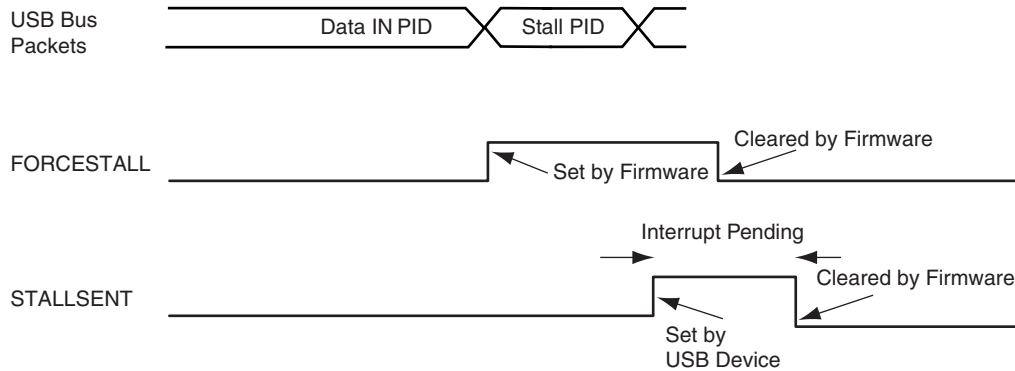 USB Bus
Packets
Data IN PID
Stall PID
FORCESTALL
Set by Firmware
Cleared by Firmware
Interrupt Pending
STALLSENT
Cleared by Firmware
Set by
USB Device